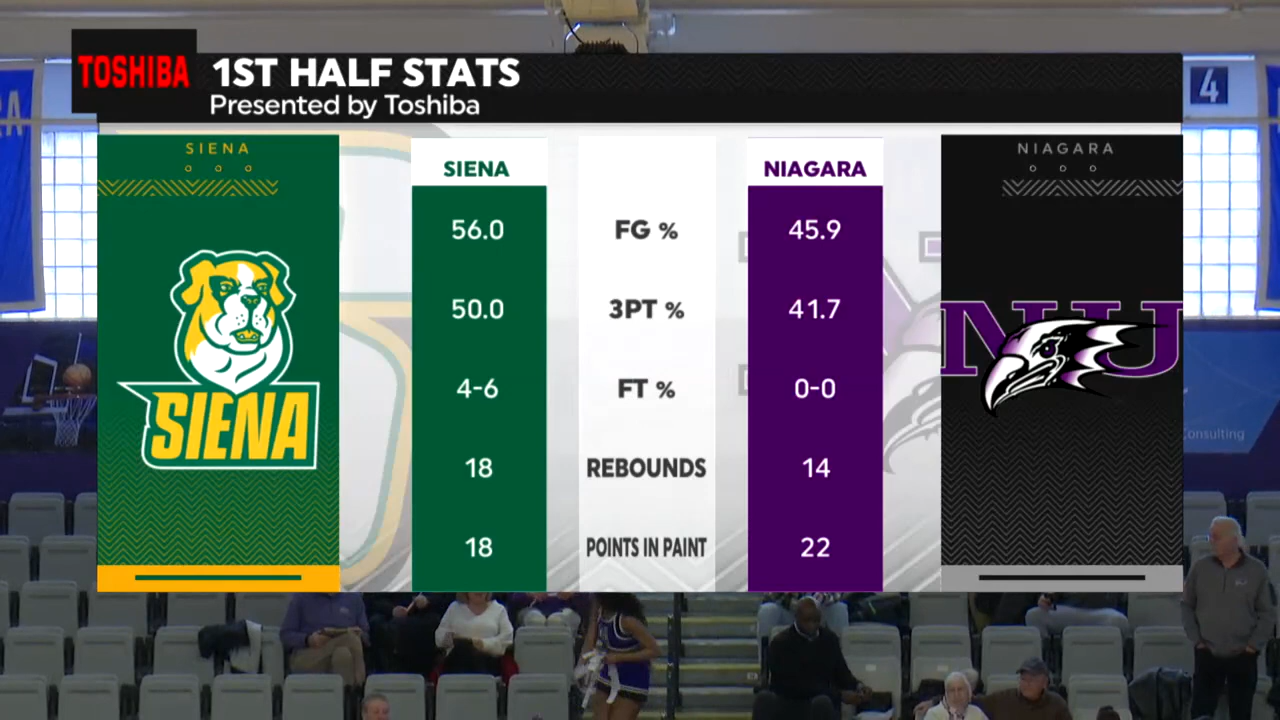 TOSHIBA
1ST HALF STATS
Presented by Toshiba
4
SIENA
SIENA
NIAGARA
NIAGARA
56.0 FG % 45.9
50.0 3PT % 41.7
4-6 FT % 0-0
18 REBOUNDS 14
18 POINTS IN PAINT 22
SIENA
NU
Consulting